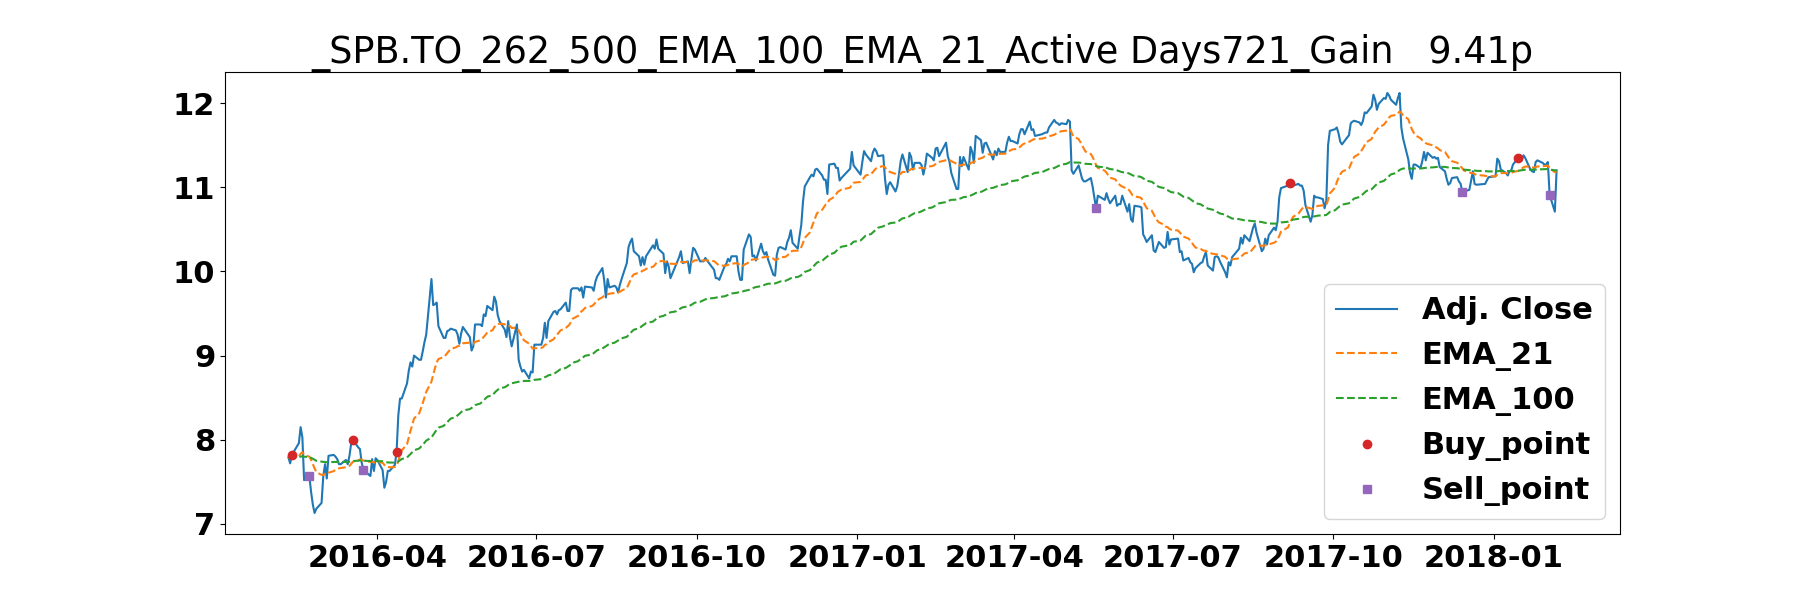 _SPB.TO_262_500_EMA_100_EMA_21_Active Days721_Gain   9.41p
12
11
10
9
8
7
2016-04 2016-07 2016-10 2017-01 2017-04 2017-07 2017-10 2018-01
Adj. Close
EMA_21
EMA_100
Buy_point
Sell_point